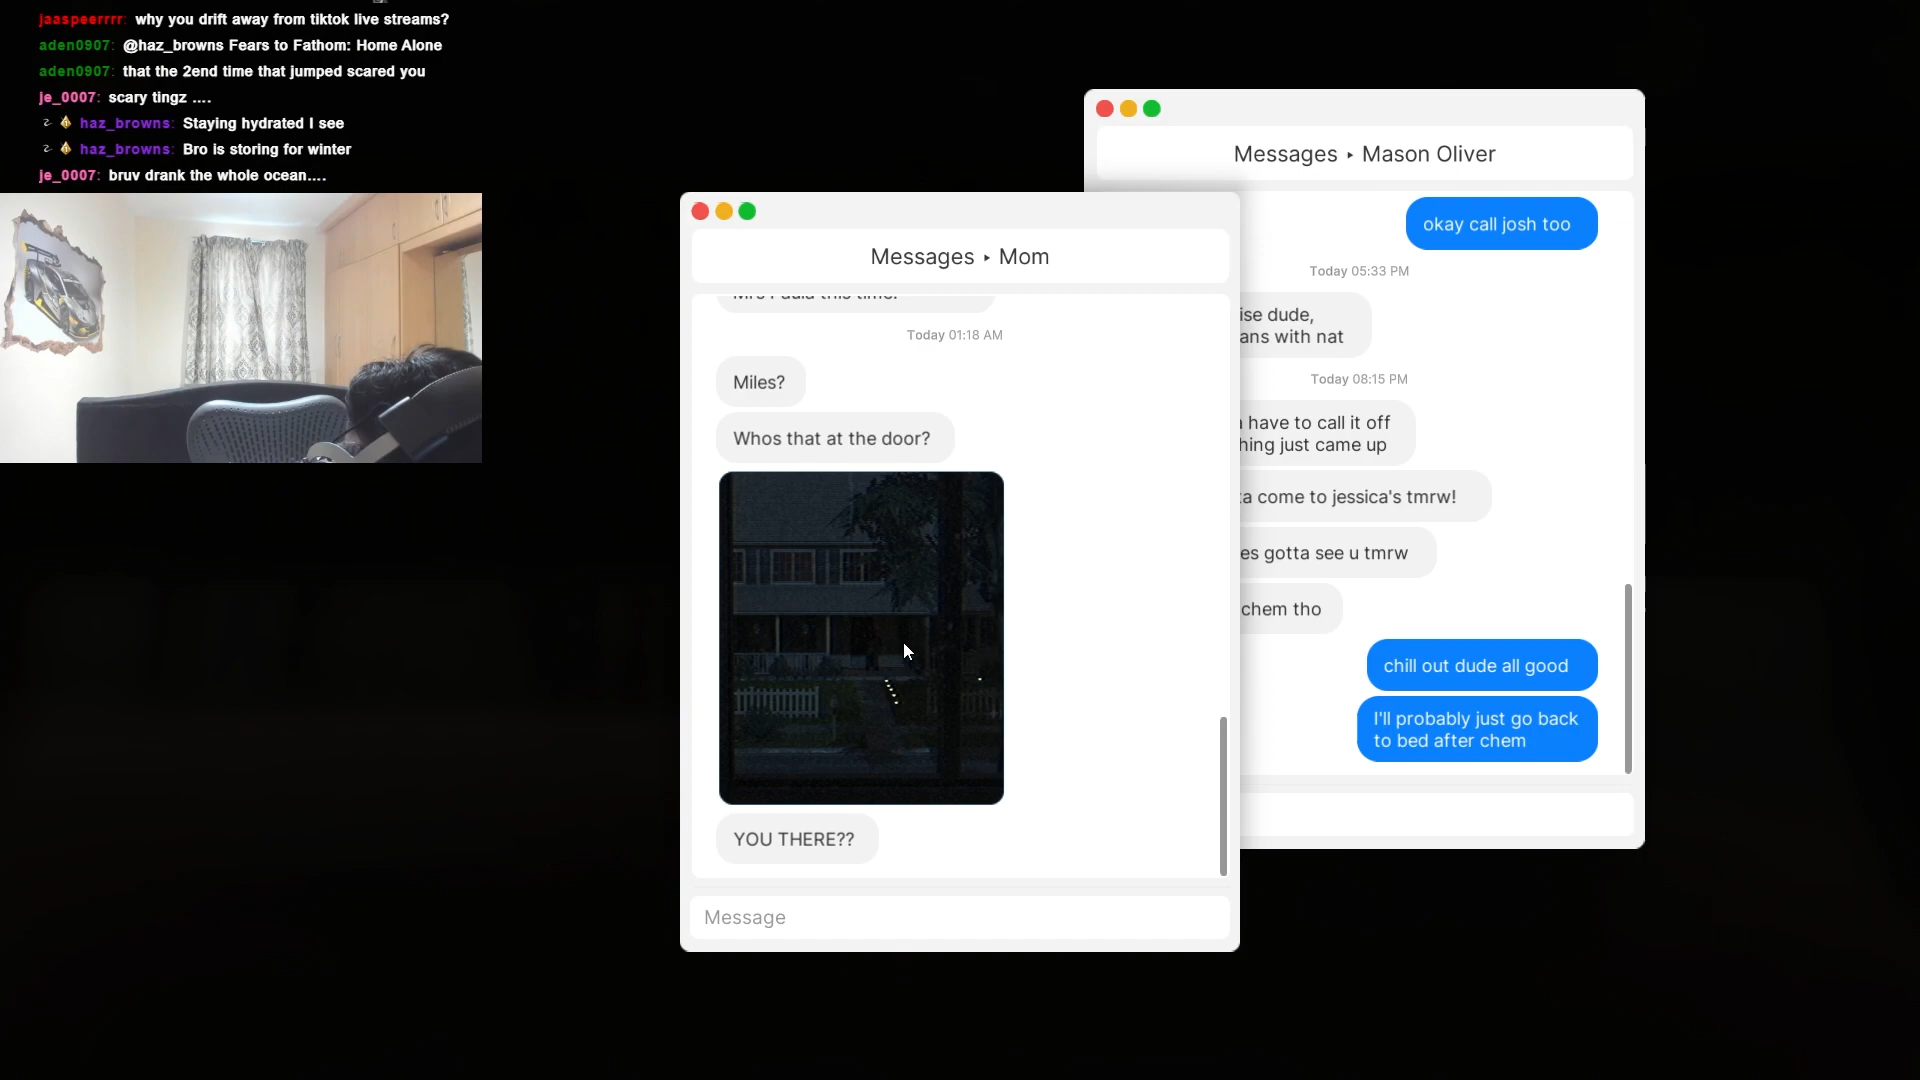 jaaspeerrrr: why you drift away from tiktok live streams?
aden0907: @haz_browns Fears to Fathom: Home Alone
aden0907: that the 2end time that jumped scared you
je_0007: scary tingz ....
haz_browns: Staying hydrated I see
haz_browns: Bro is storing for winter
je_0007: bruv drank the whole ocean....
Messages ‣ Mason Oliver
okay call josh too
Today 05:33 PM
ise dude,
ans with nat
Today 08:15 PM
have to call it off
hing just came up
ta come to jessica's tmrw!
es gotta see u tmrw
chem tho
chill out dude all good
I'll probably just go back
to bed after chem
Messages ‣ Mom
Today 01:18 AM
Miles?
Whos that at the door?
YOU THERE??
Message